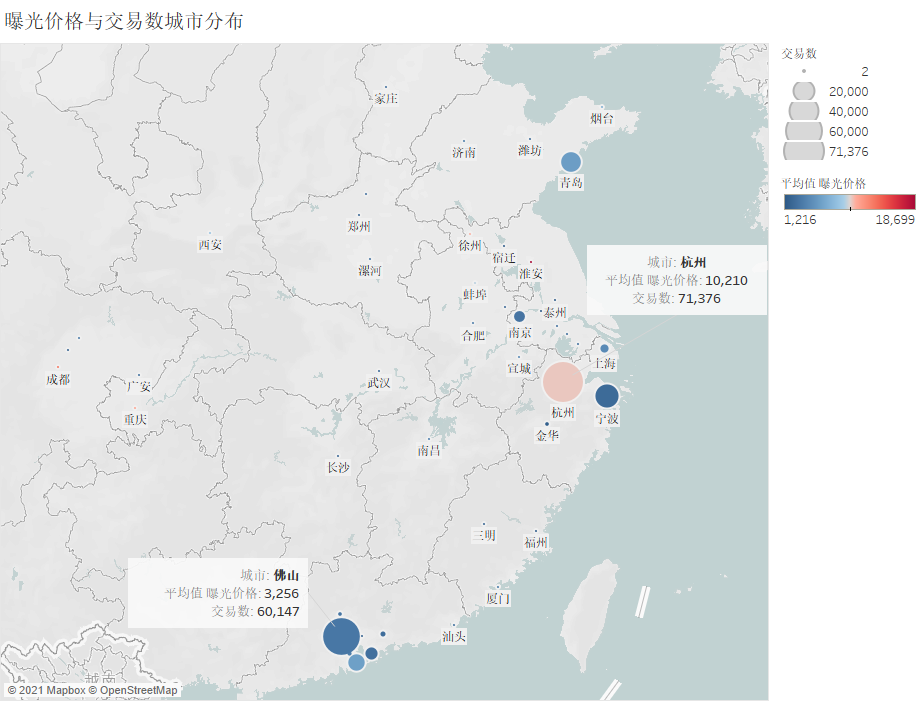 曝光价格与交易数城市分布
交易数
2
20,000
40,000
60,000
71,376
平均值 曝光价格
1,216
18,699
家庄
烟台
济南
潍坊
青岛
郑州
徐州
西安
宿迁
漯河
淮安
城市: 杭州
平均值 曝光价格: 10,210
交易数: 71,376
蚌埠
泰州
南京
合肥
上海
宣城
成都
广安
武汉
杭州
重庆
宁波
金华
南昌
长沙
三明
福州
城市: 佛山
平均值 曝光价格: 3,256
交易数: 60,147
厦门
汕头
越南
© 2021 Mapbox © OpenStreetMap